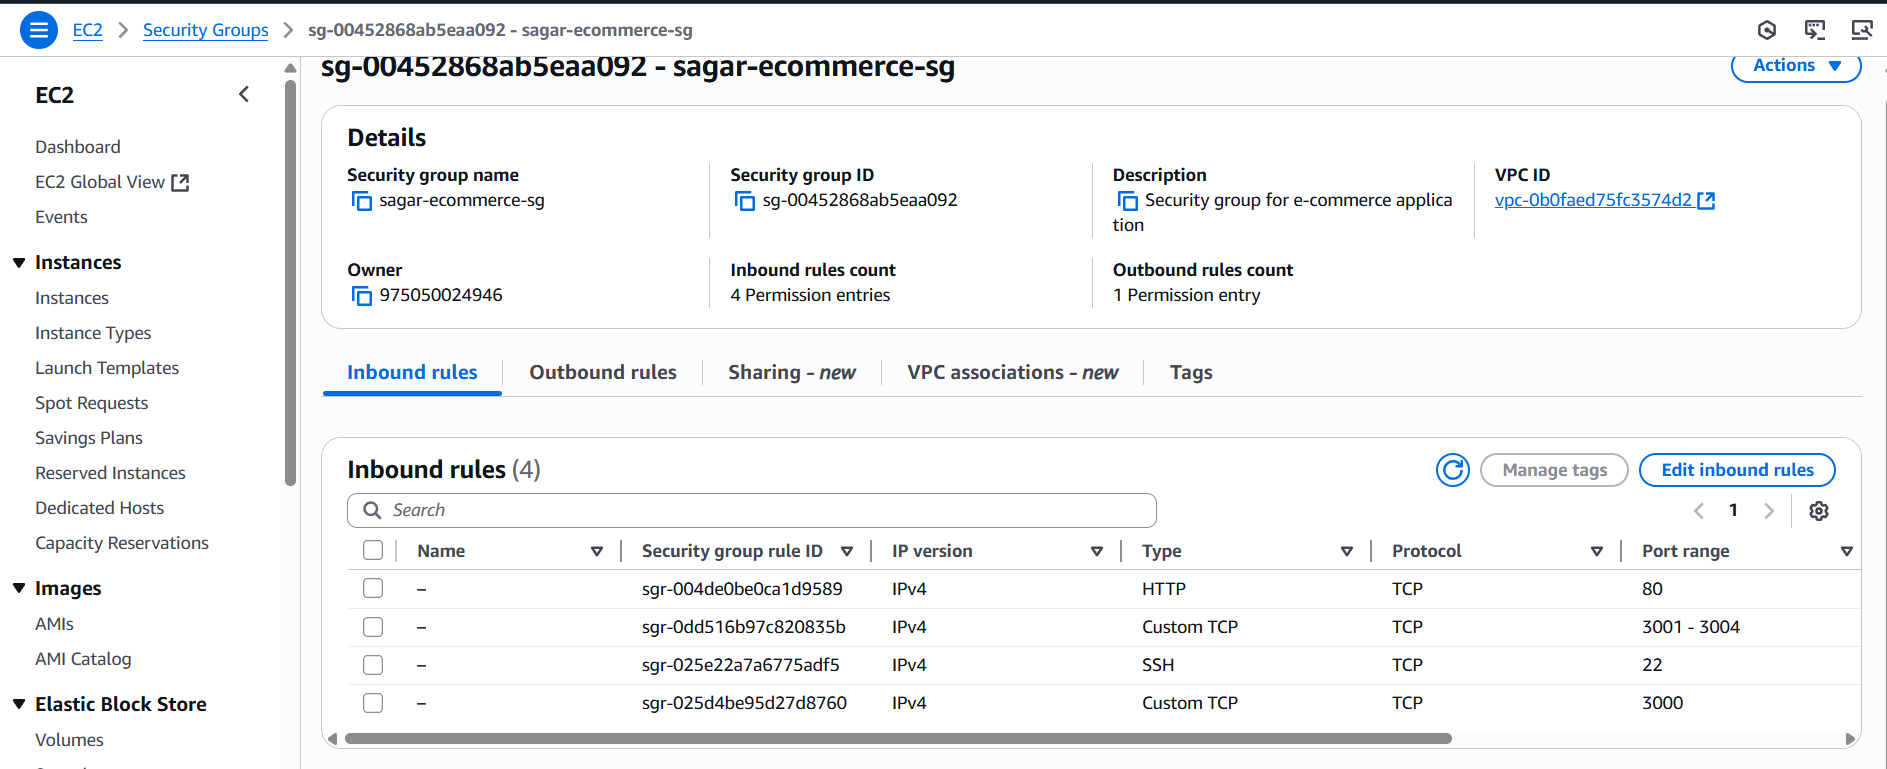 EC2 > Security Groups > sg-00452868ab5eaa092 - sagar-ecommerce-sg
EC2
Dashboard
EC2 Global View
Events
Instances
Instances
Instance Types
Launch Templates
Spot Requests
Savings Plans
Reserved Instances
Dedicated Hosts
Capacity Reservations
Images
AMIs
AMI Catalog
Elastic Block Store
Volumes
sg-00452868ab5eaa092 - sagar-ecommerce-sg
Actions
Details
Security group name
sagar-ecommerce-sg
Security group ID
sg-00452868ab5eaa092
Description
Security group for e-commerce applica
tion
VPC ID
vpc-0b0faed75fc3574d2
Owner
975050024946
Inbound rules count
4 Permission entries
Outbound rules count
1 Permission entry
Inbound rules Outbound rules Sharing - new VPC associations - new Tags
Inbound rules (4)
Manage tags
Edit inbound rules
Search
1
Name Security group rule ID IP version Type Protocol Port range
– sgr-004de0be0ca1d9589 IPv4 HTTP TCP 80
– sgr-0dd516b97c820835b IPv4 Custom TCP TCP 3001 - 3004
– sgr-025e22a7a6775adf5 IPv4 SSH TCP 22
– sgr-025d4be95d27d8760 IPv4 Custom TCP TCP 3000